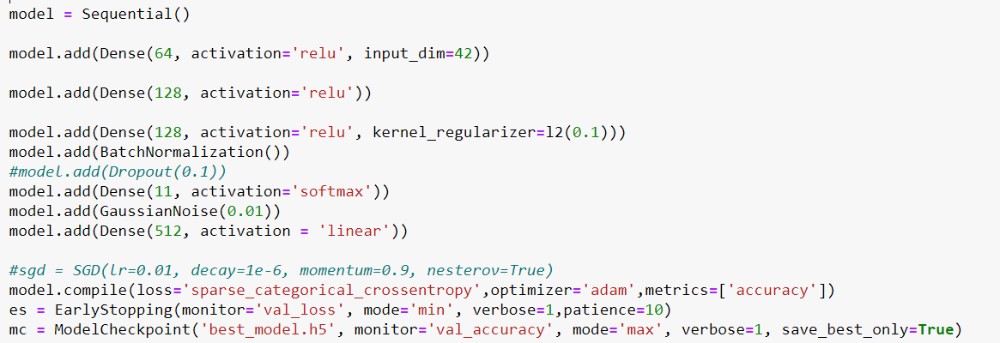 model = Sequential()
model.add(Dense(64, activation='relu', input_dim=42))
model.add(Dense(128, activation='relu'))
model.add(Dense(128, activation='relu', kernel_regularizer=l2(0.1)))
model.add(BatchNormalization())
#model.add(Dropout(0.1))
model.add(Dense(11, activation='softmax'))
model.add(GaussianNoise(0.01))
model.add(Dense(512, activation = 'linear'))
#sgd = SGD(lr=0.01, decay=1e-6, momentum=0.9, nesterov=True)
model.compile(loss='sparse_categorical_crossentropy',optimizer='adam',metrics=['accuracy'])
es = EarlyStopping(monitor='val_loss', mode='min', verbose=1,patience=10)
mc = ModelCheckpoint('best_model.h5', monitor='val_accuracy', mode='max', verbose=1, save_best_only=True)